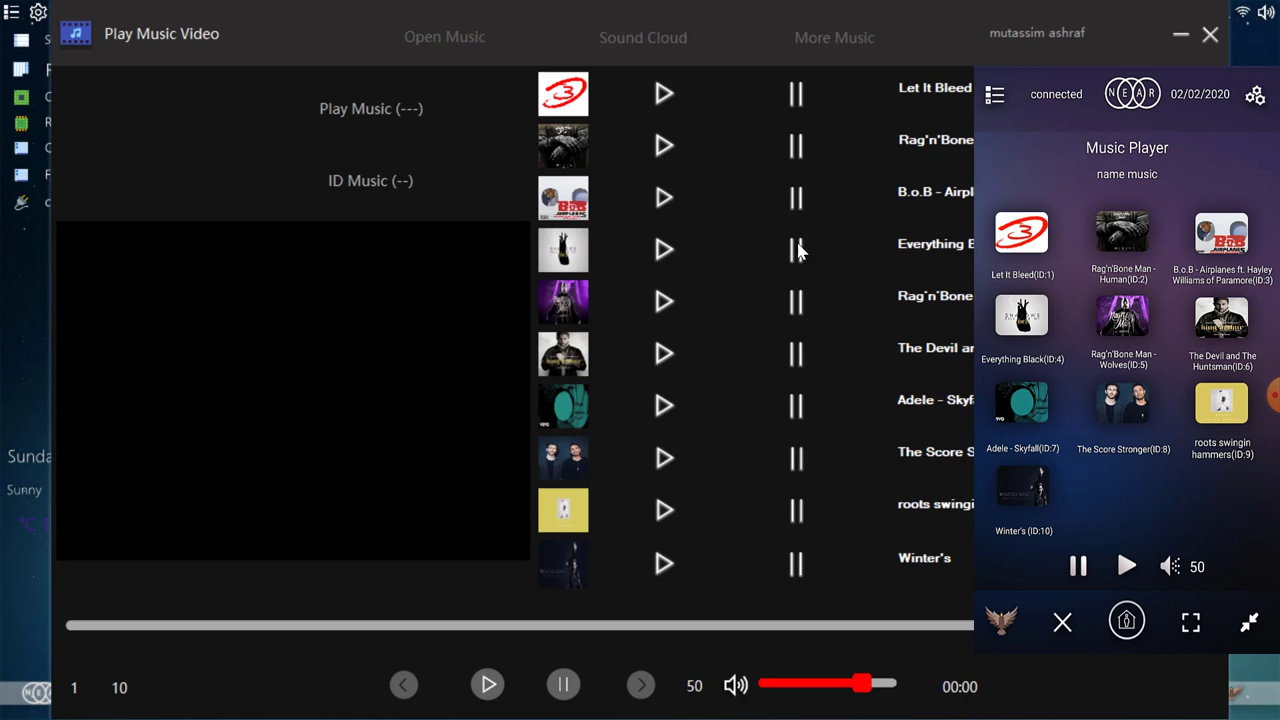 Play Music Video
Open Music
Sound Cloud
More Music
mutassim ashraf
Play Music (---)
ID Music (--)
Let It Bleed
Rag'n'Bone
B.o.B - Airpl
Everything B
Rag'n'Bone
The Devil an
Adele - Skyf
The Score S
roots swingi
Winter's
Sunda
Sunny
°C
1
10
50
00:00
connected
NEAR
02/02/2020
Music Player
name music
Let It Bleed(ID:1)
Rag'n'Bone Man -
Human(ID:2)
B.o.B - Airplanes ft. Hayley
Williams of Paramore(ID:3)
Everything Black(ID:4)
Rag'n'Bone Man -
Wolves(ID:5)
The Devil and The
Huntsman(ID:6)
Adele - Skyfall(ID:7)
The Score Stronger(ID:8)
roots swingin
hammers(ID:9)
Winter's (ID:10)
50